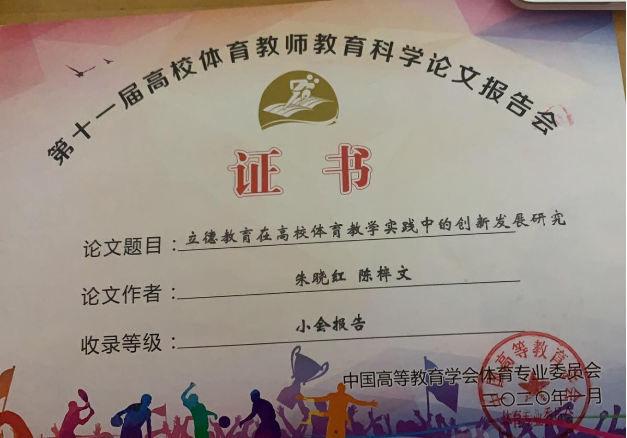 第十一届高校体育教师教育科学论文报告会
证 书
论文题目：立德教育在高校体育教学实践中的创新发展研究
论文作者：朱晓红 陈梓文
收录等级：小会报告
中国高等教育学会体育专业委员会
二〇二〇年 月